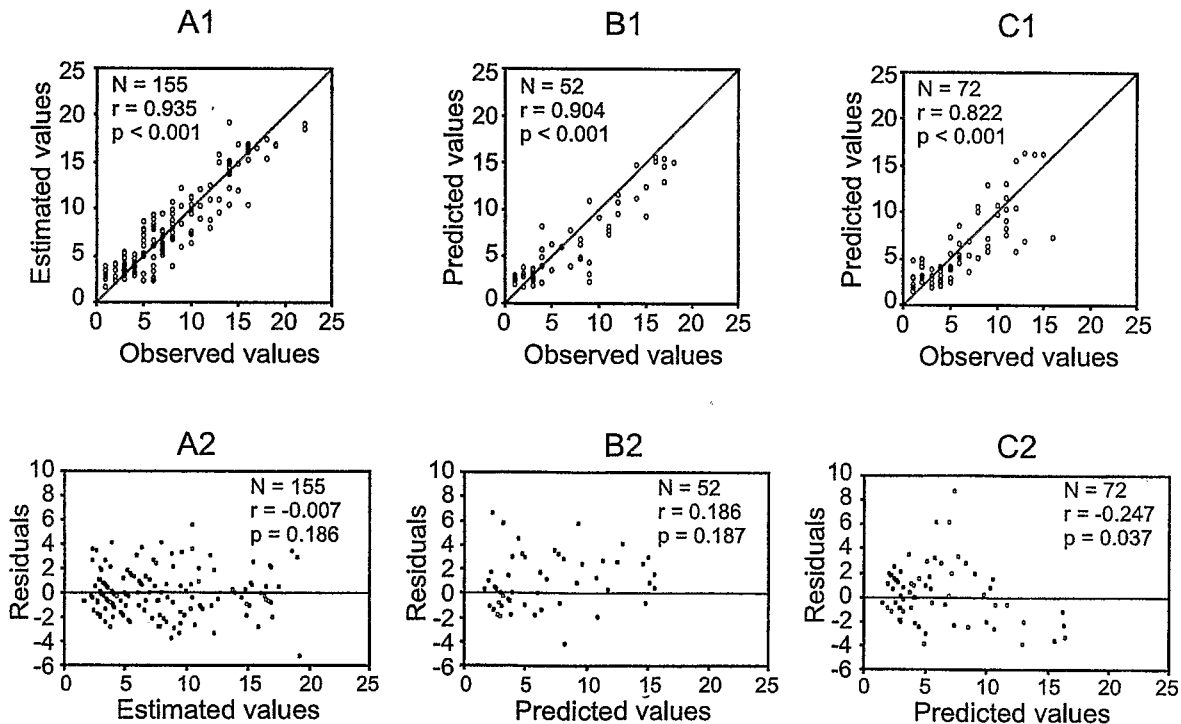 A1
B1
C1
25
20
15
10
5
0
Estimated values
N = 155
r = 0.935
p < 0.001
0 5 10 15 20 25
Observed values
25
20
15
10
5
0
Predicted values
N = 52
r = 0.904
p < 0.001
0 5 10 15 20 25
Observed values
25
20
15
10
5
0
Predicted values
N = 72
r = 0.822
p < 0.001
0 5 10 15 20 25
Observed values
A2
B2
C2
10
8
6
4
2
0
-2
-4
-6
Residuals
N = 155
r = -0.007
p = 0.186
0 5 10 15 20 25
Estimated values
10
8
6
4
2
0
-2
-4
-6
Residuals
N = 52
r = 0.186
p = 0.187
0 5 10 15 20 25
Predicted values
10
8
6
4
2
0
-2
-4
-6
Residuals
N = 72
r = -0.247
p = 0.037
0 5 10 15 20 25
Predicted values